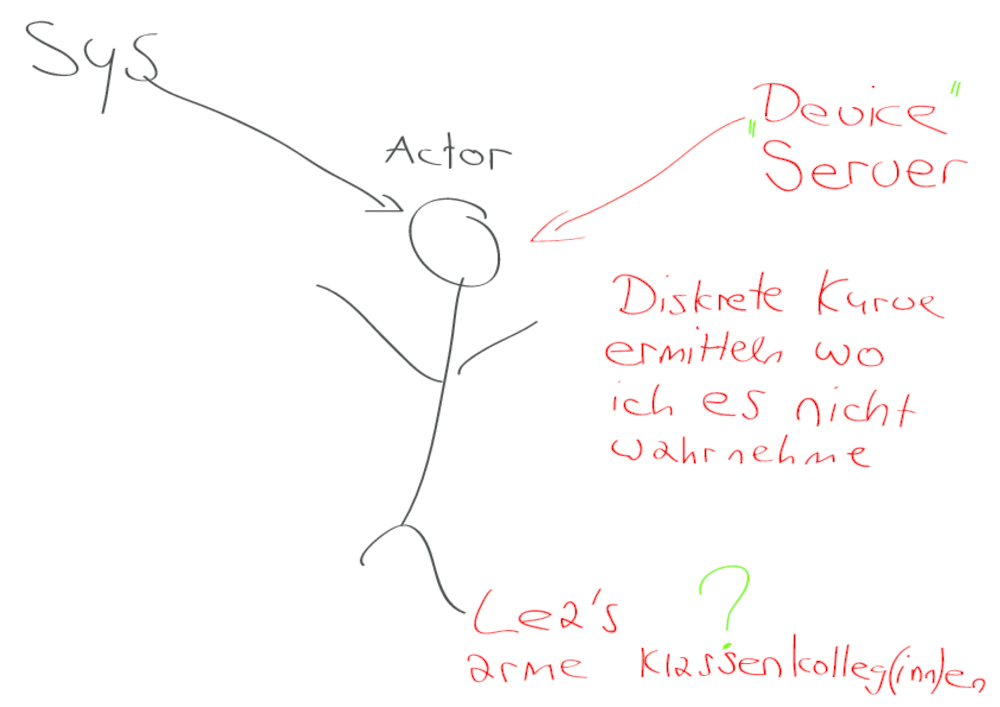 Sys
Actor
"Device"
Server
Diskrete Kurve
ermitteln wo
ich es nicht
wahrnehme
Lea's ?
arme Klassenkolleg(inn)en